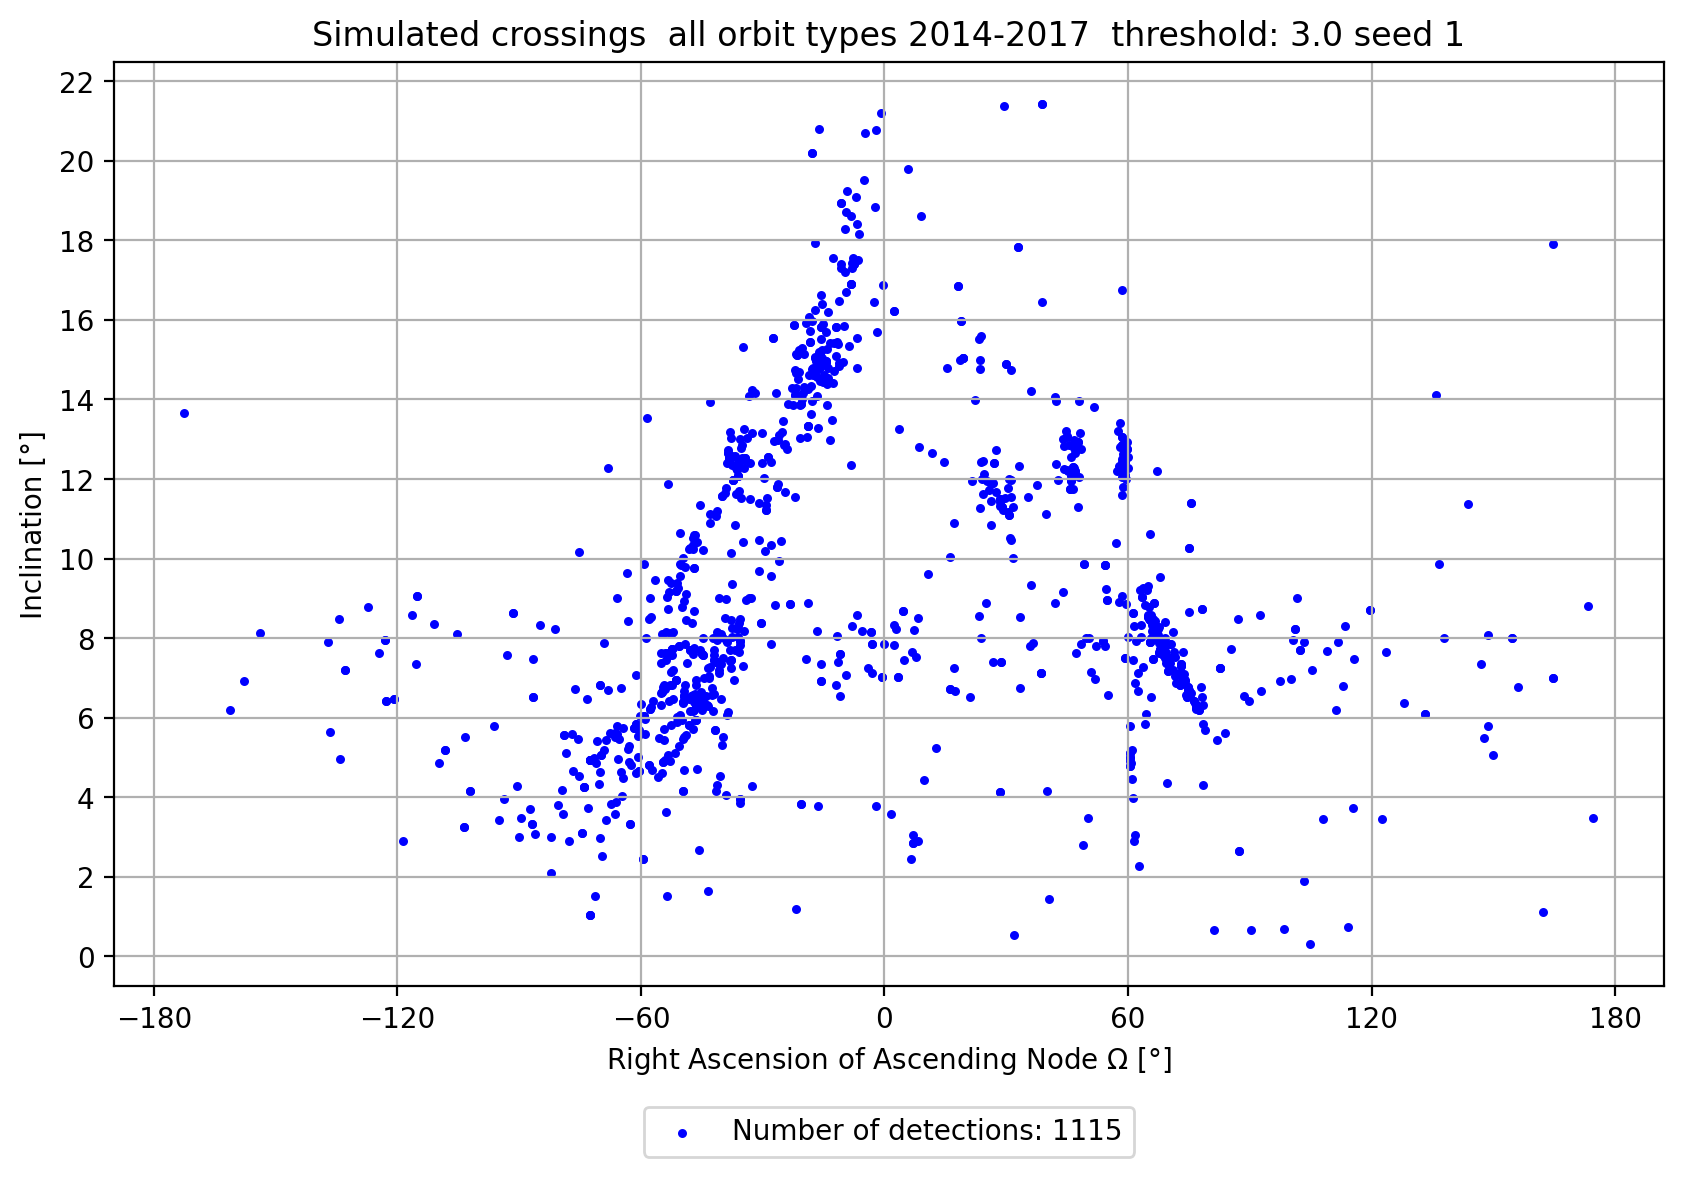 Simulated crossings  all orbit types 2014-2017  threshold: 3.0 seed 1
22
20
18
16
14
12
10
8
6
4
2
0
Inclination [°]
−180 −120 −60 0 60 120 180
Right Ascension of Ascending Node Ω [°]
Number of detections: 1115